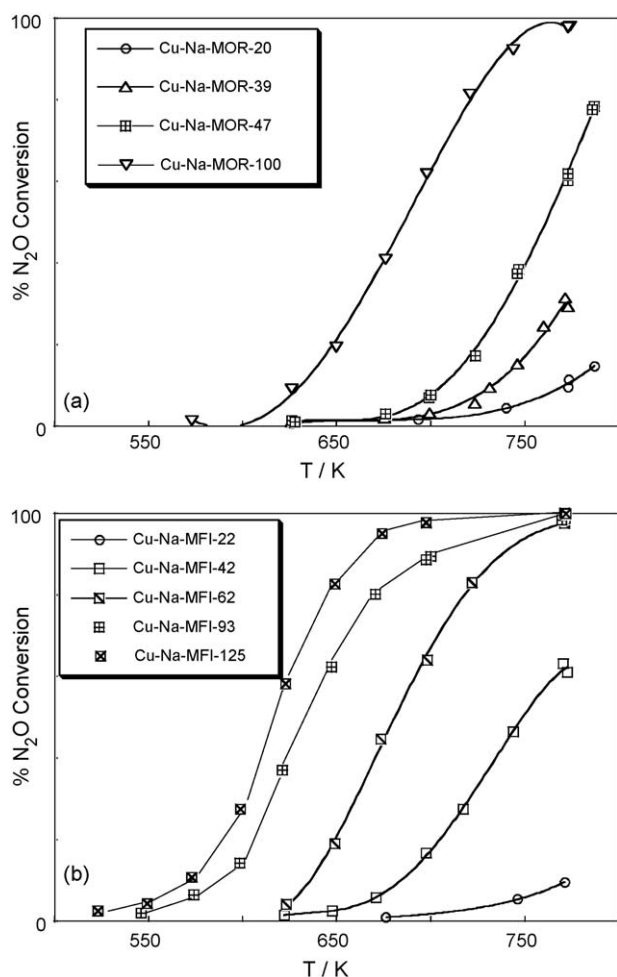 100
Cu-Na-MOR-20
Cu-Na-MOR-39
Cu-Na-MOR-47
Cu-Na-MOR-100
% N2O Conversion
(a)
0
550
650
750
T / K
100
Cu-Na-MFI-22
Cu-Na-MFI-42
Cu-Na-MFI-62
Cu-Na-MFI-93
Cu-Na-MFI-125
% N2O Conversion
(b)
0
550
650
750
T / K